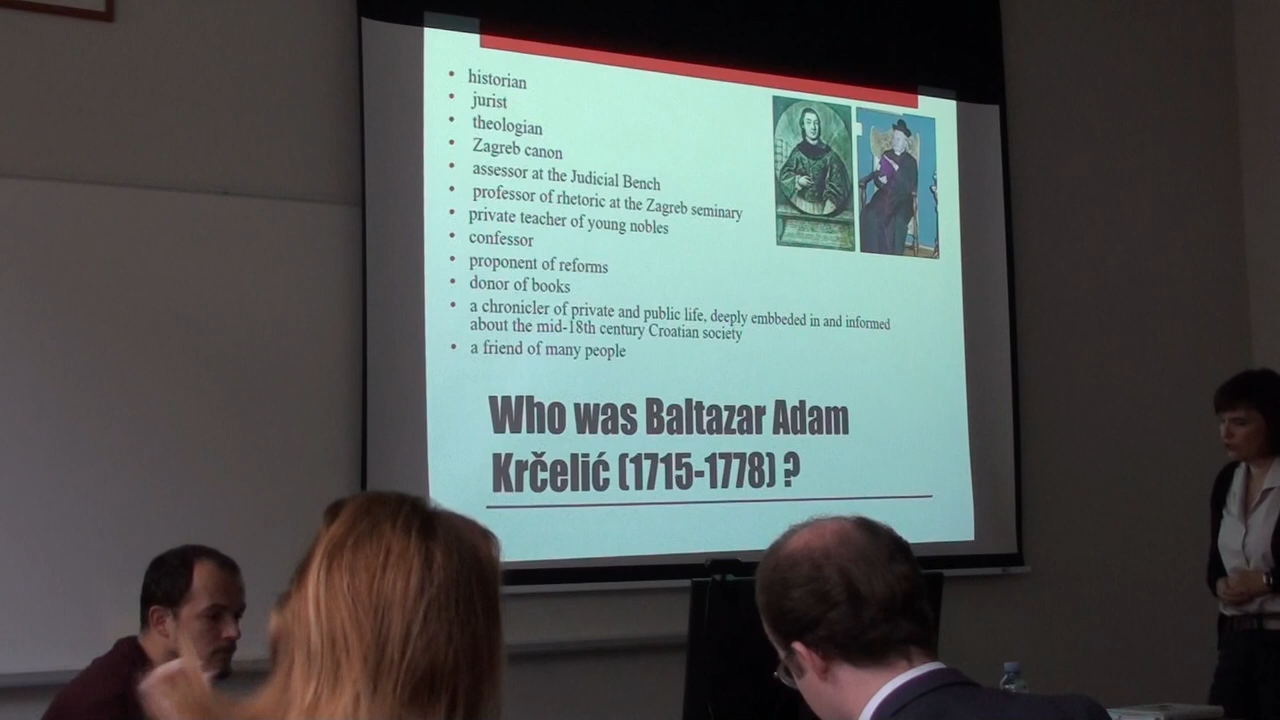 • historian
• jurist
• theologian
• Zagreb canon
• assessor at the Judicial Bench
• professor of rhetoric at the Zagreb seminary
• private teacher of young nobles
• confessor
• proponent of reforms
• donor of books
• a chronicler of private and public life, deeply embbeded in and informed
about the mid-18th century Croatian society
• a friend of many people
Who was Baltazar Adam
Krčelić (1715-1778) ?